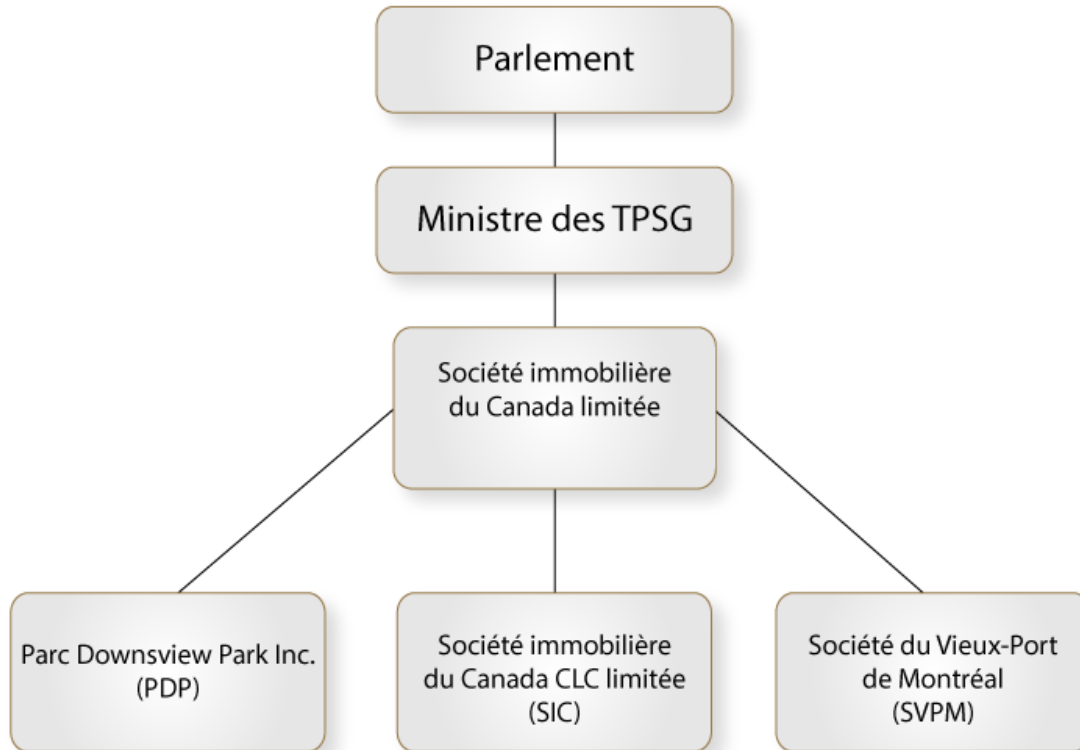 Parlement
Ministre des TPSG
Société immobilière
du Canada limitée
Parc Downsview Park Inc.
(PDP)
Société immobilière
du Canada CLC limitée
(SIC)
Société du Vieux-Port
de Montréal
(SVPM)